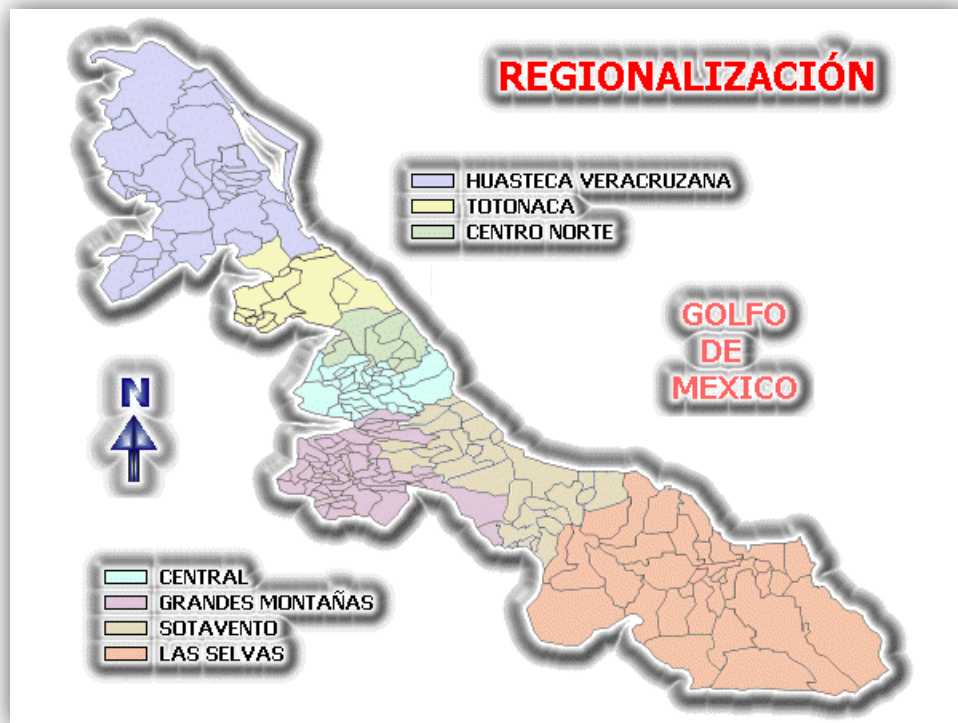 REGIONALIZACIÓN
HUASTECA VERACRUZANA
TOTONACA
CENTRO NORTE
GOLFO
DE
MEXICO
N
CENTRAL
GRANDES MONTAÑAS
SOTAVENTO
LAS SELVAS